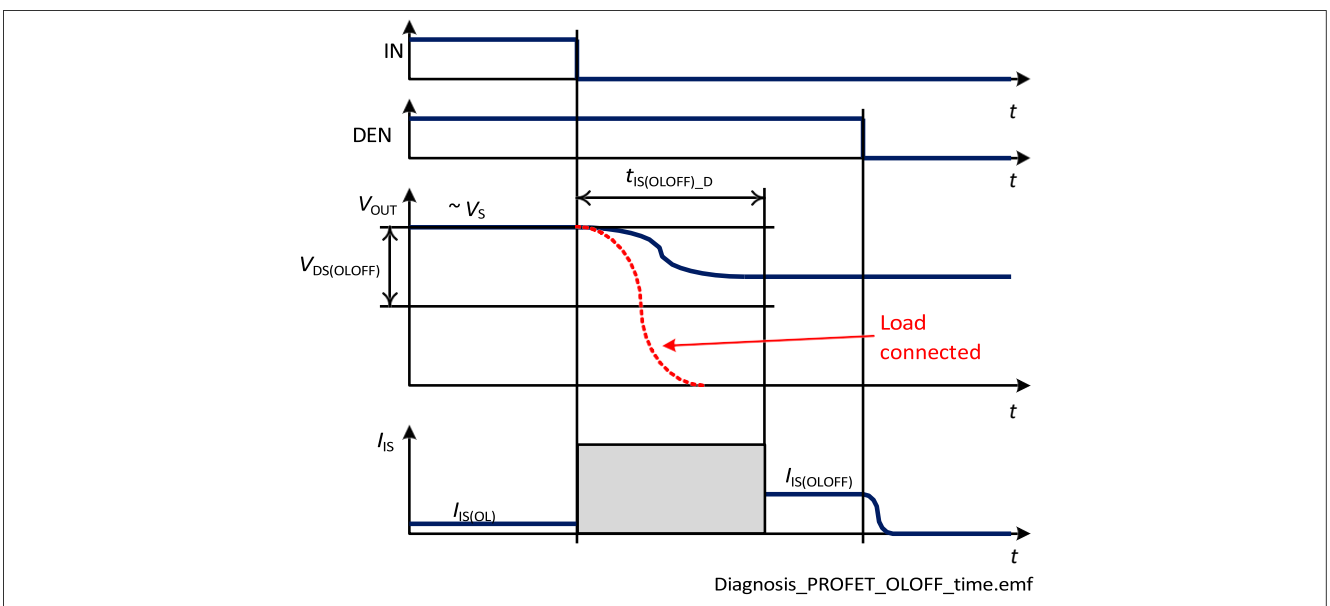 IN
t
DEN
t
tIS(OLOFF)_D
VOUT
~ VS
VDS(OLOFF)
Load
connected
t
IIS
IIS(OLOFF)
IIS(OL)
t
Diagnosis_PROFET_OLOFF_time.emf